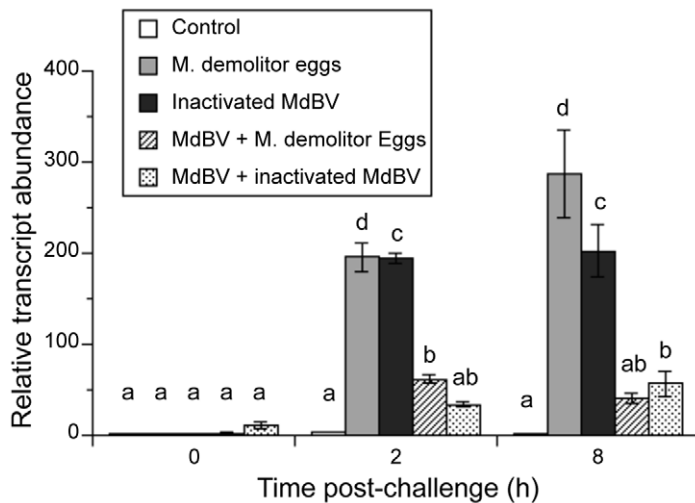 Control
M. demolitor eggs
Inactivated MdBV
MdBV + M. demolitor Eggs
MdBV + inactivated MdBV
Relative transcript abundance
400
300
200
100
0
a a a a a
a d c b ab
a d c ab b
0 2 8
Time post-challenge (h)